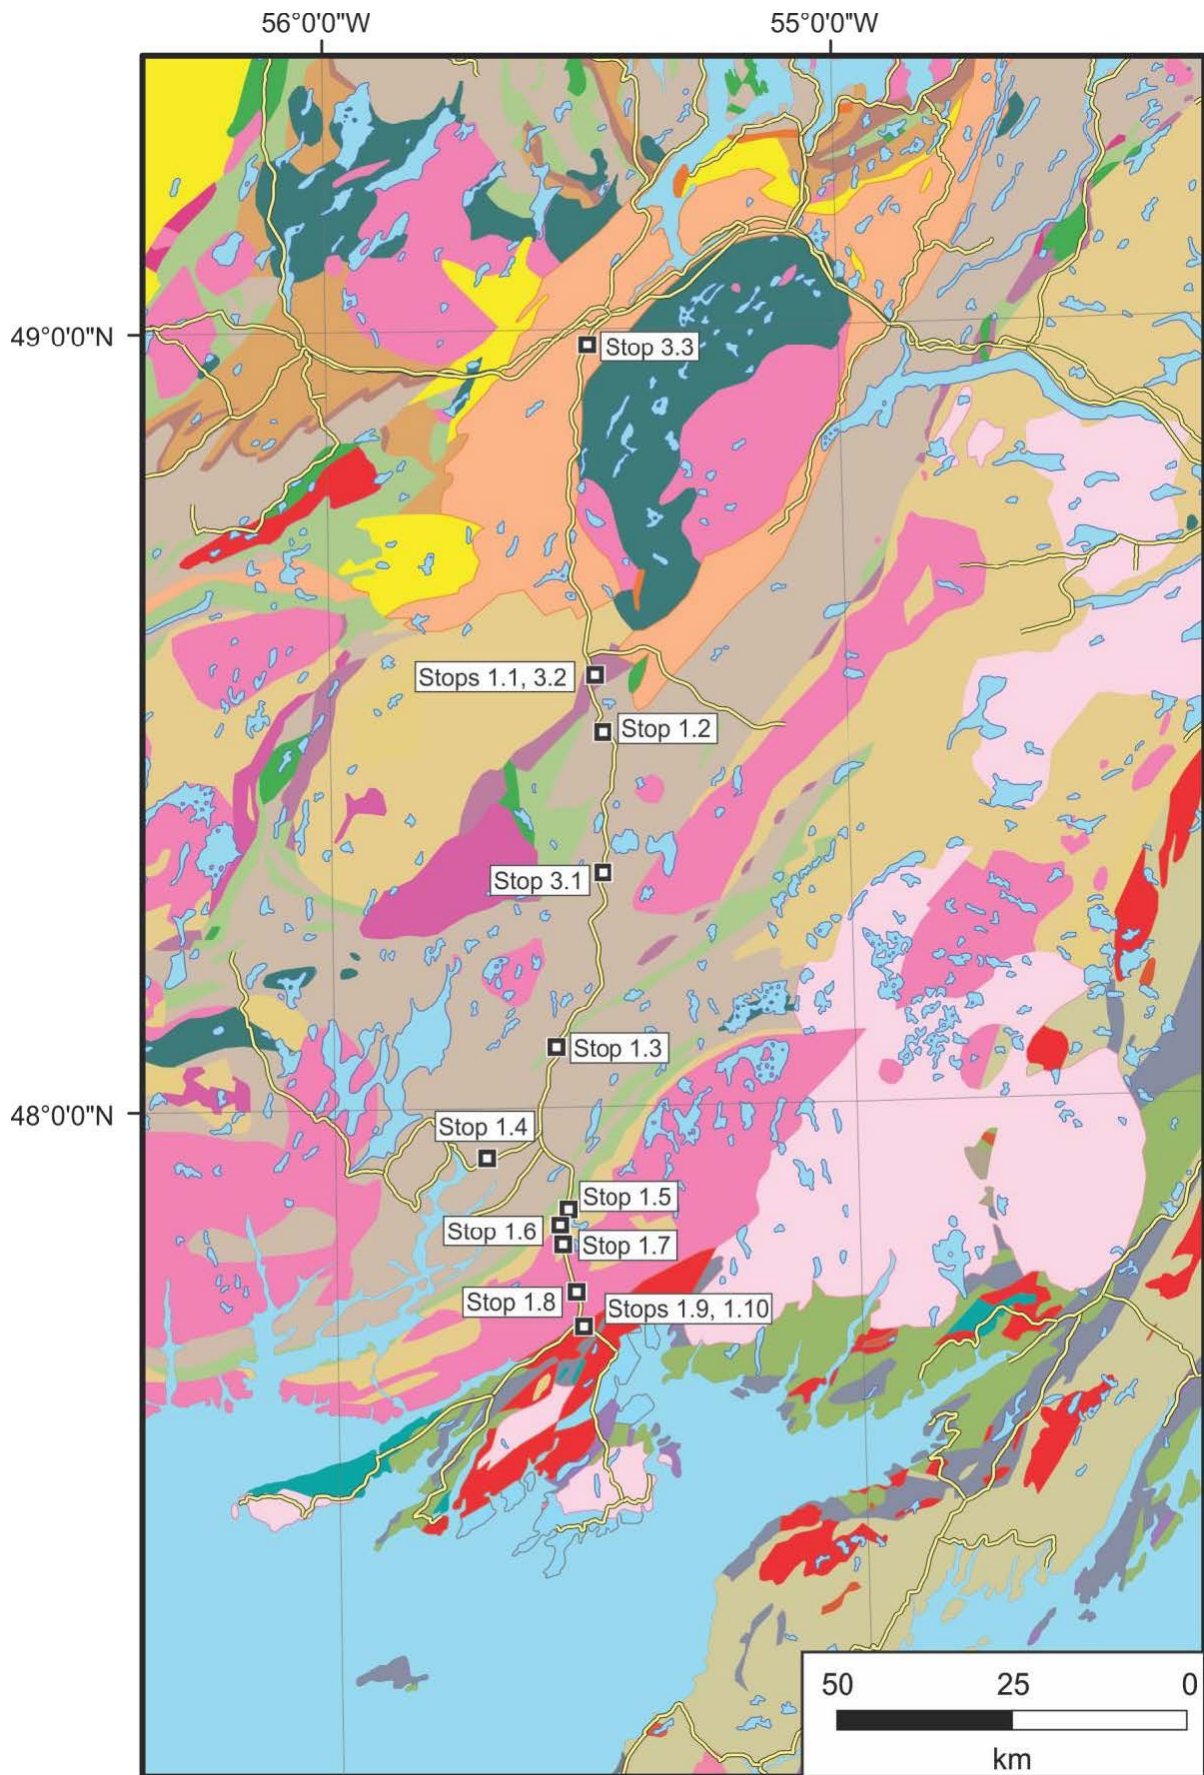 56°0'0"W
55°0'0"W
49°0'0"N
Stop 3.3
Stops 1.1, 3.2
Stop 1.2
Stop 3.1
Stop 1.3
48°0'0"N
Stop 1.4
Stop 1.5
Stop 1.6
Stop 1.7
Stop 1.8
Stops 1.9, 1.10
50 25 0
km